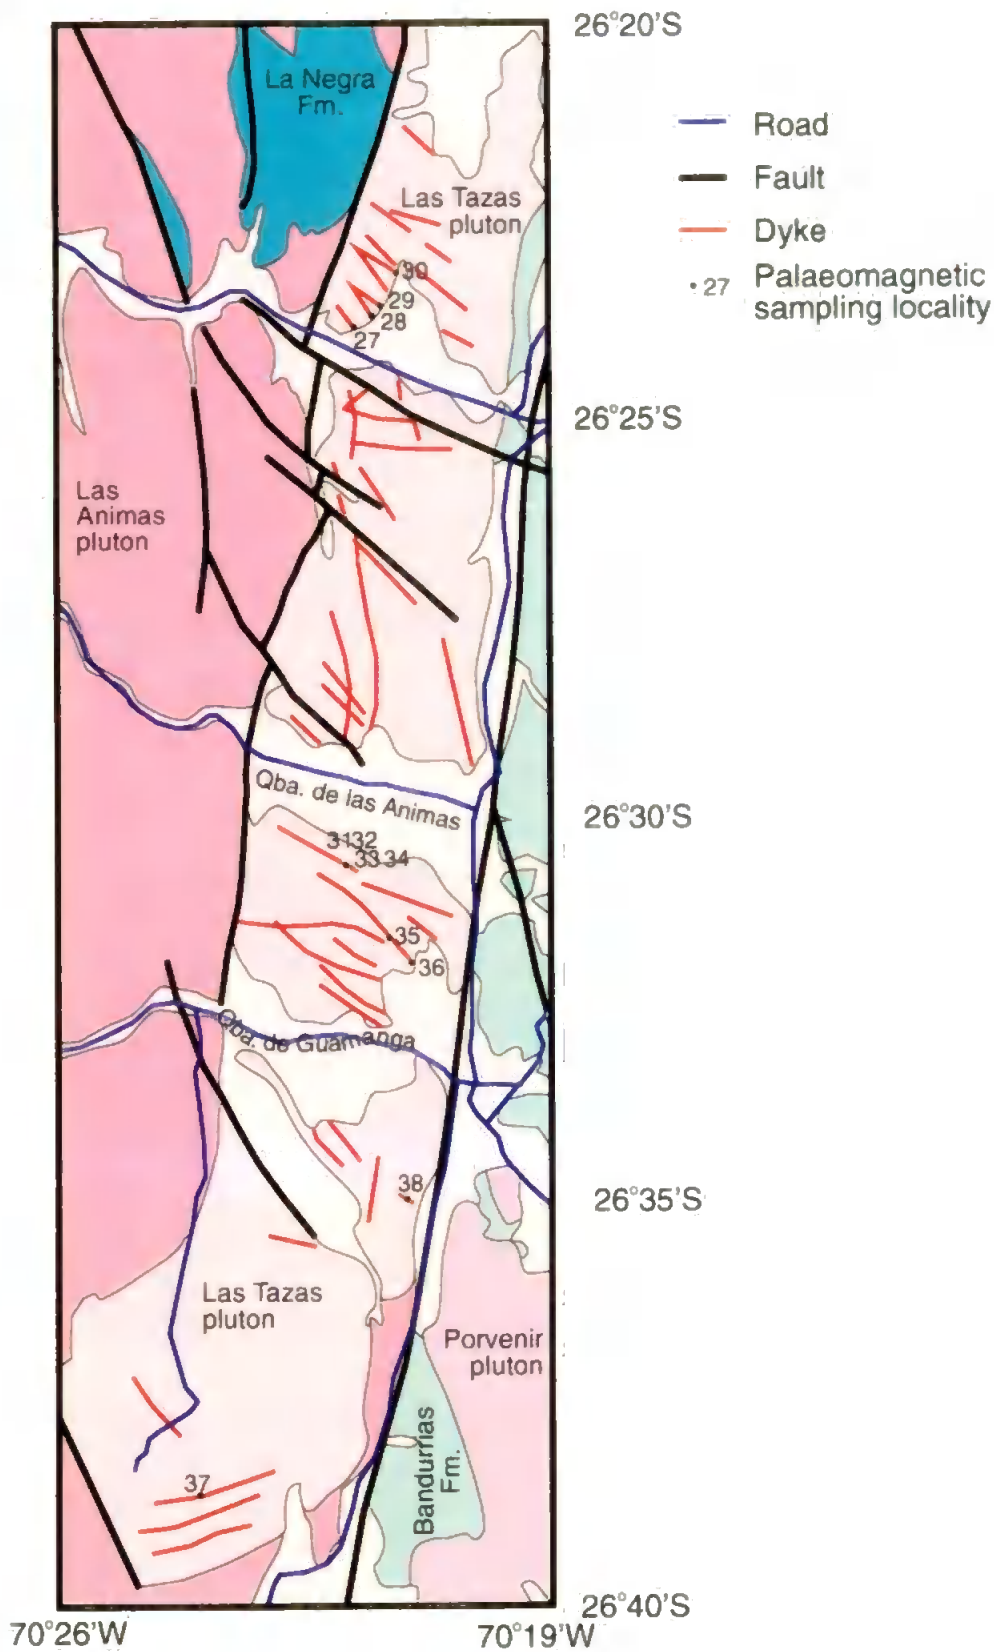 26°20'S
La Negra
Fm.
Road
Fault
Las Tazas
pluton
Dyke
30
27 Palaeomagnetic
sampling locality
29
28
27
26°25'S
Las
Animas
pluton
Qba. de las Animas
26°30'S
3132
3334
35
36
Qba. de Guamanga
38
26°35'S
Las Tazas
pluton
Porvenir
pluton
Bandurrias
Fm.
37
26°40'S
70°26'W
70°19'W